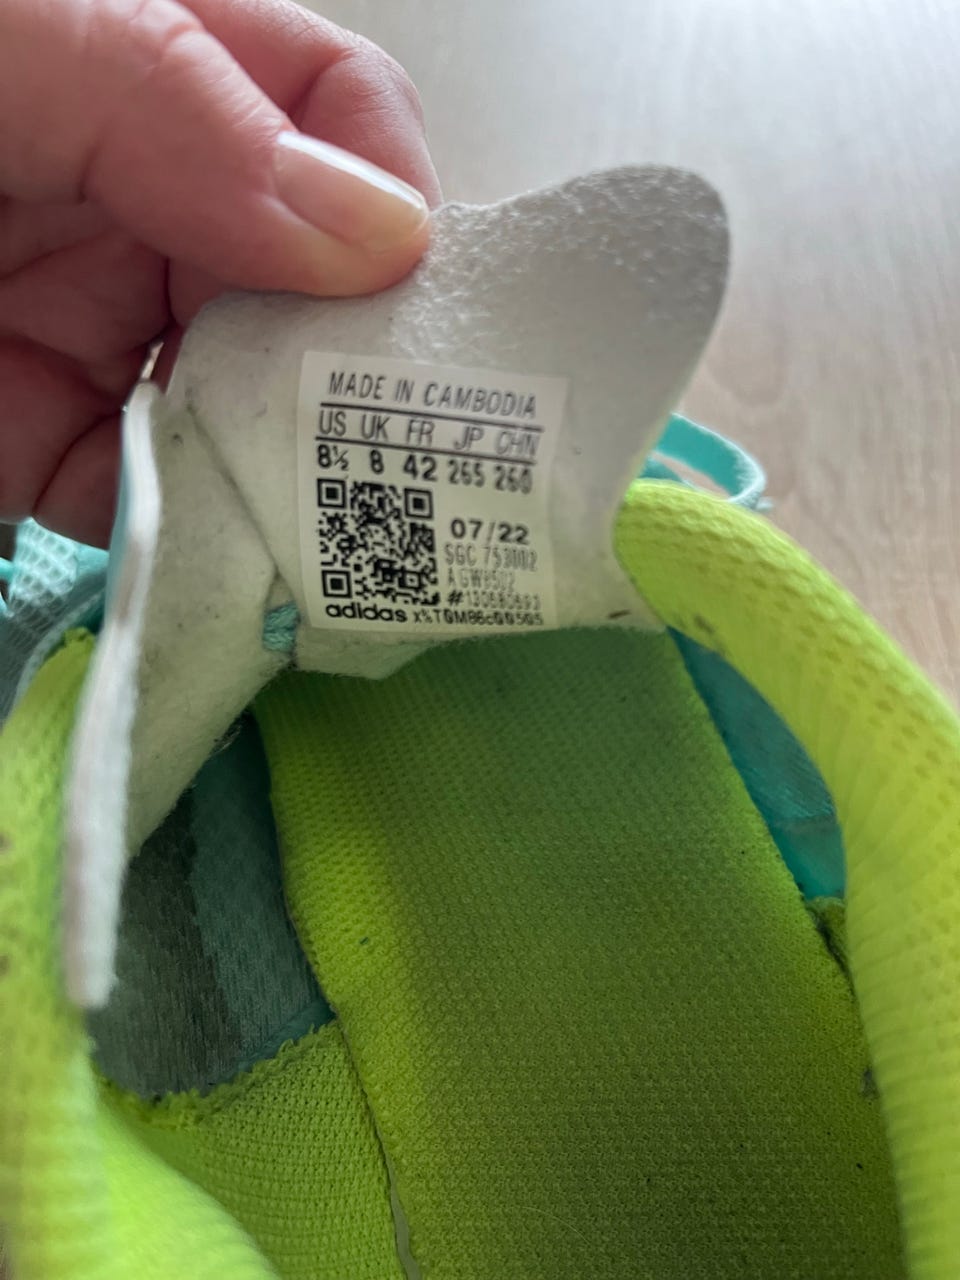 MADE IN CAMBODIA
US UK FR JP CHN
8½ 8 42 265 260
07/22
SGC 753002
#130680693
adidas